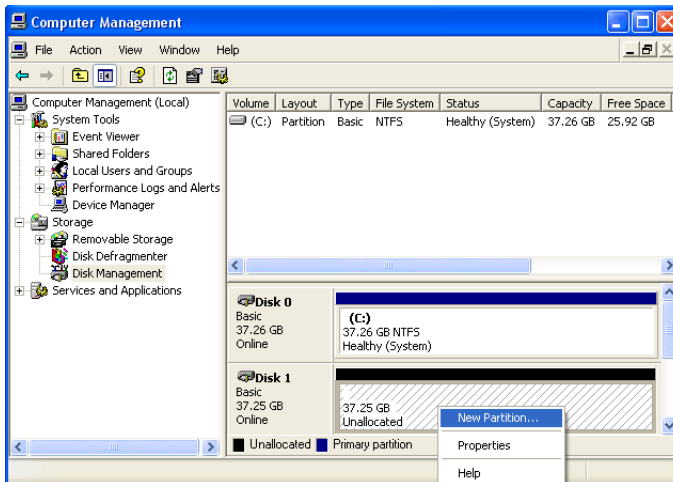 Computer Management
File Action View Window Help
Computer Management (Local)
System Tools
Event Viewer
Shared Folders
Local Users and Groups
Performance Logs and Alerts
Device Manager
Storage
Removable Storage
Disk Defragmenter
Disk Management
Services and Applications
Volume Layout Type File System Status Capacity Free Space
(C:) Partition Basic NTFS Healthy (System) 37.26 GB 25.92 GB
Disk 0
Basic
37.26 GB
Online
(C:)
37.26 GB NTFS
Healthy (System)
Disk 1
Basic
37.25 GB
Online
37.25 GB
Unallocated
New Partition...
Properties
Help
Unallocated Primary partition